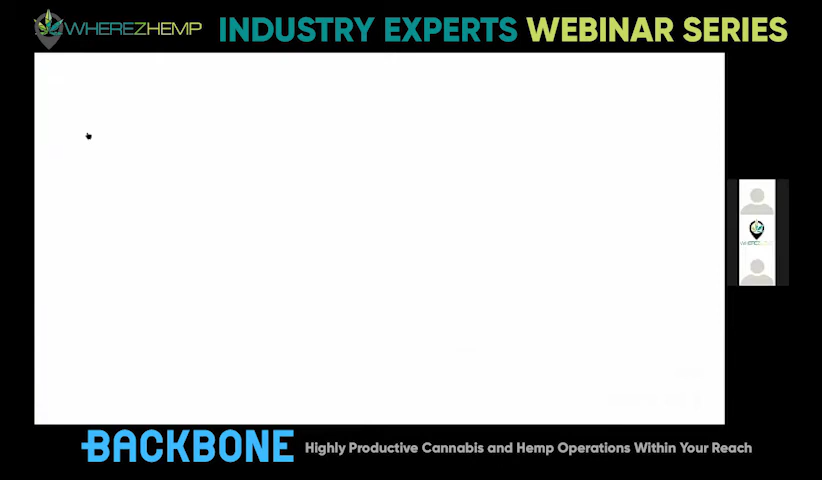 WHEREZHEMP INDUSTRY EXPERTS WEBINAR SERIES
BACKBONE Highly Productive Cannabis and Hemp Operations Within Your Reach